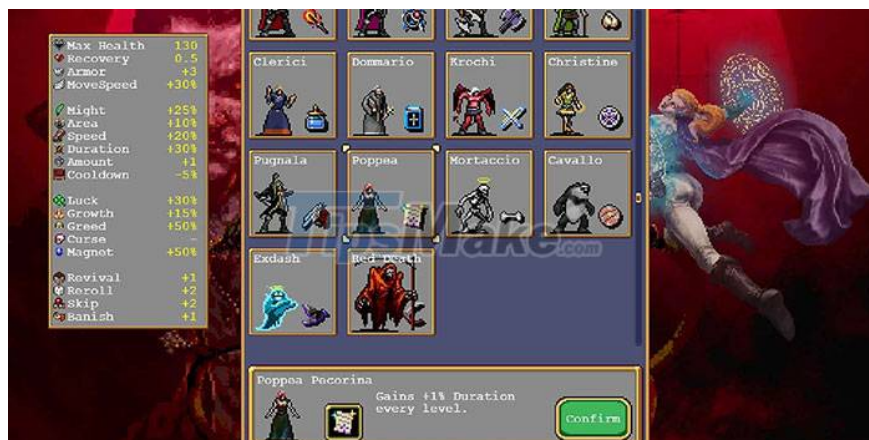 Max Health 130
Recovery 0.5
Armor +3
MoveSpeed +30%
Might +25%
Area +10%
Speed +20%
Duration +30%
Amount +1
Cooldown -5%
Luck +30%
Growth +15%
Greed +50%
Curse -
Magnet +50%
Revival +1
Reroll +2
Skip +2
Banish +1
Clerici Dommario Krochi Christine
Pugnala Poppea Mortaccio Cavallo
TipsMake.com
Exdash Red Death
Poppea Pecorina
Gains +1% Duration
every level.
Confirm